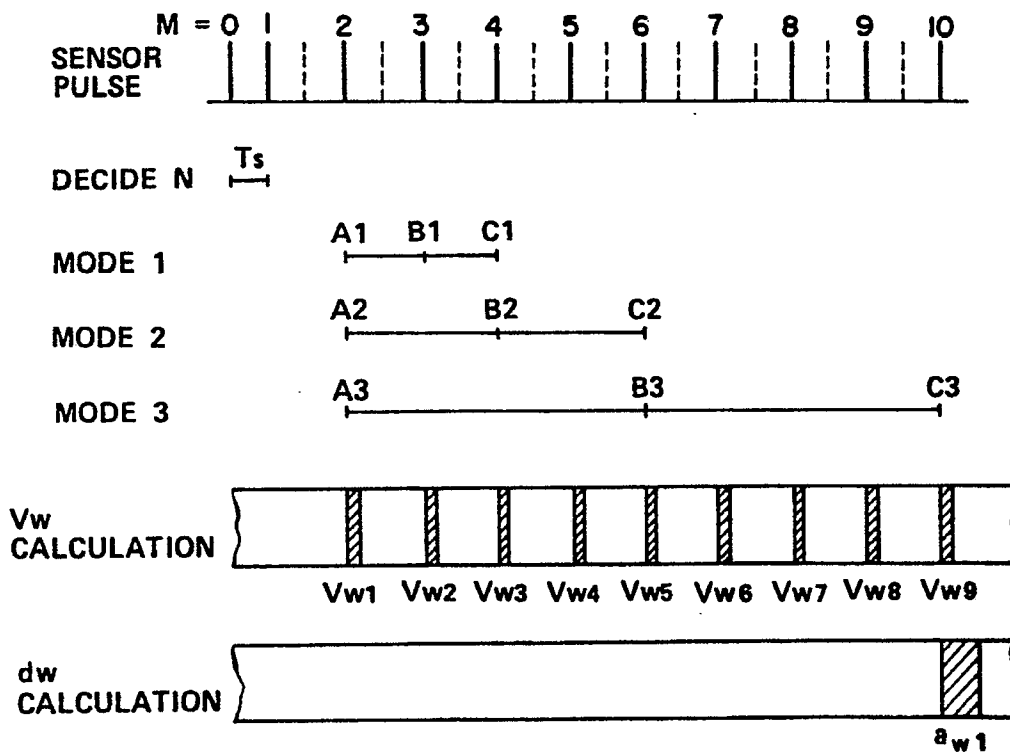 M = 0 1 2 3 4 5 6 7 8 9 10
SENSOR
PULSE
Ts
DECIDE N
A1 B1 C1
MODE 1
A2 B2 C2
MODE 2
A3 B3 C3
MODE 3
Vw
CALCULATION
Vw1 Vw2 Vw3 Vw4 Vw5 Vw6 Vw7 Vw8 Vw9
dw
CALCULATION
aw1